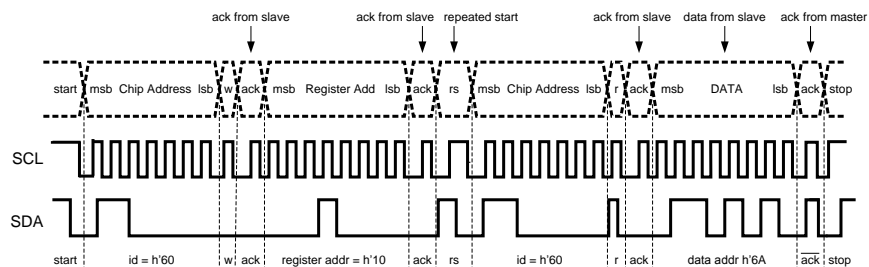 ack from slave ack from slave repeated start ack from slave data from slave ack from master
start msb Chip Address lsb w ack msb Register Add lsb ack rs msb Chip Address lsb r ack msb DATA lsb ack stop
SCL
SDA
start id = h'60 w ack register addr = h'10 ack rs id = h'60 r ack data addr h'6A ack stop